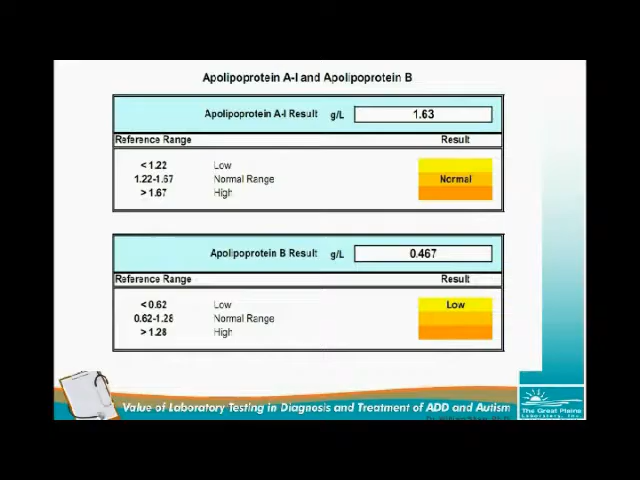 Apolipoprotein A-I and Apolipoprotein B
Apolipoprotein A-I Result g/L 1.63
Reference Range Result
< 1.22 Low
1.22-1.67 Normal Range Normal
> 1.67 High
Apolipoprotein B Result g/L 0.467
Reference Range Result
< 0.62 Low Low
0.62-1.28 Normal Range
> 1.28 High
Value of Laboratory Testing in Diagnosis and Treatment of ADD and Autism
The Great Plains
Laboratory, Inc.